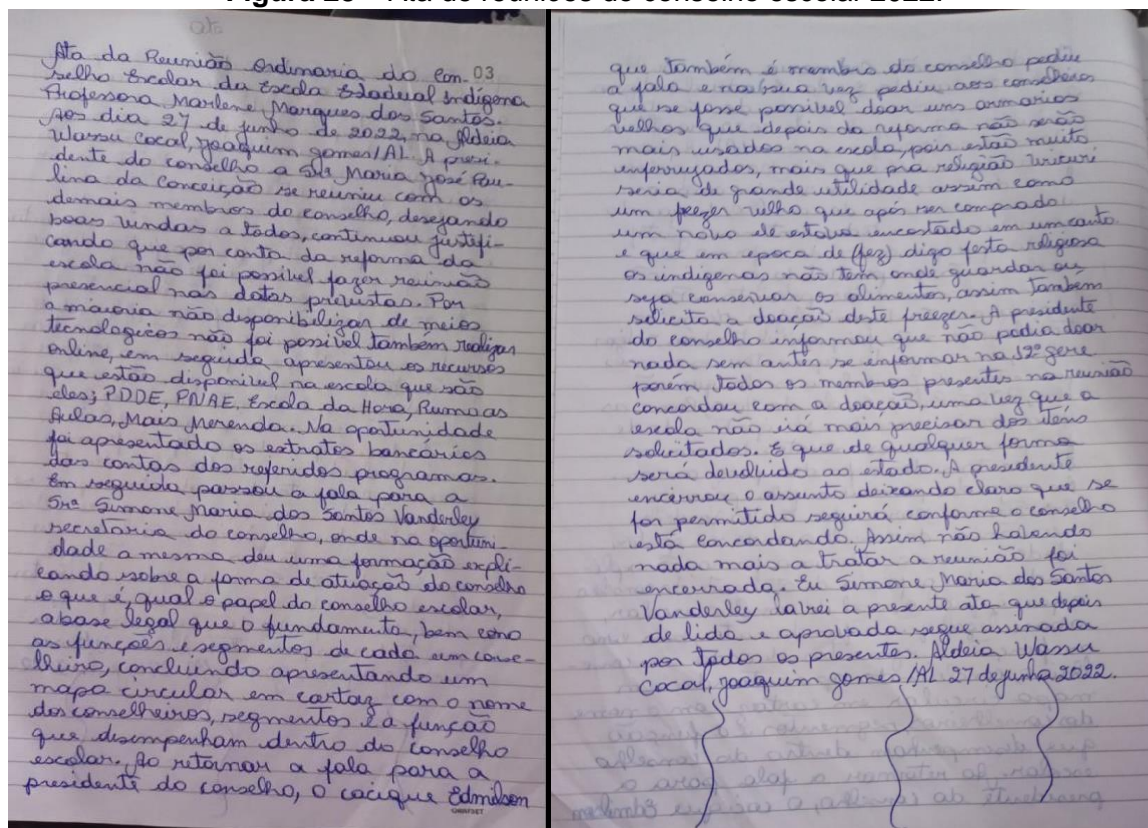 ata
Ata da Reunião Ordinaria do Con- 03
selho Escolar da Escola Estadual Indígena
Professora Marlene Marques dos Santos.
Aos dia 27 de junho de 2022, na Aldeia
Wassu Cocal, Joaquim Gomes/AL. A presi-
dente do conselho a Srª Maria José Pau-
lina da Conceição se reuniu com os
demais membros do conselho, desejando
boas vindas a todos, continuou justifi-
cando que por conta da reforma da
escola não foi possivel fazer reunião
presencial nas datas previstas. Por
a maioria não disponibilizar de meios
tecnologicos não foi possivel também realizar
online, em seguida apresentou os recursos
que estão disponivel na escola que são
eles; PDDE, PNAE, Escola da Hora, Rumo as
Aulas, Mais Merenda. Na oportunidade
foi apresentado os estratos bancários
das contas dos referidos programas.
Em seguida passou a fala para a
Srª Simone Maria dos Santos Vanderley
secretaria do conselho, onde na oportuni-
dade a mesma deu uma formação expli-
cando sobre a forma de atuação do conselho
o que é, qual o papel do conselho escolar,
a base legal que o fundamenta, bem como
as funções e segmentos de cada um conse-
lheiro, concluindo apresentando um
mapa circular em cartaz com o nome
dos conselheiros, segmentos e a função
que desempenham dentro do conselho
escolar. Ao retornar a fala para a
presidente do conselho, o cacique Edmilson
que também é membro do conselho pediu
a fala e na sua vez pediu aos conselheiros
que se fosse possivel doar uns armarios
velhos que depois da reforma não serão
mais usados na escola, pois estão muito
enferrujados, mais que pra religião Uricuri
seria de grande utilidade assim como
um freezer velho que após ser comprado
um novo ele estava encostado em um canto
e que em epoca de (fez) digo festa religiosa
os indígenas não tem onde guardar ou
seja conservar os alimentos, assim também
solicita a doação deste freezer. A presidente
do conselho informou que não podia doar
nada sem antes se informar na 12ª gere
porém todos os membros presentes na reunião
concordou com a doação, uma vez que a
escola não irá mais precisar dos itens
solicitados. E que de qualquer forma
será devolvido ao estado. A presidente
encerrou o assunto deixando claro que se
for permitido seguirá conforme o conselho
está concordando. Assim não havendo
nada mais a tratar a reunião foi
encerrada. Eu Simone Maria dos Santos
Vanderley lavrei a presente ata que depois
de lida e aprovada segue assinada
por todos os presentes. Aldeia Wassu
Cocal, Joaquim Gomes/AL 27 de junho 2022.